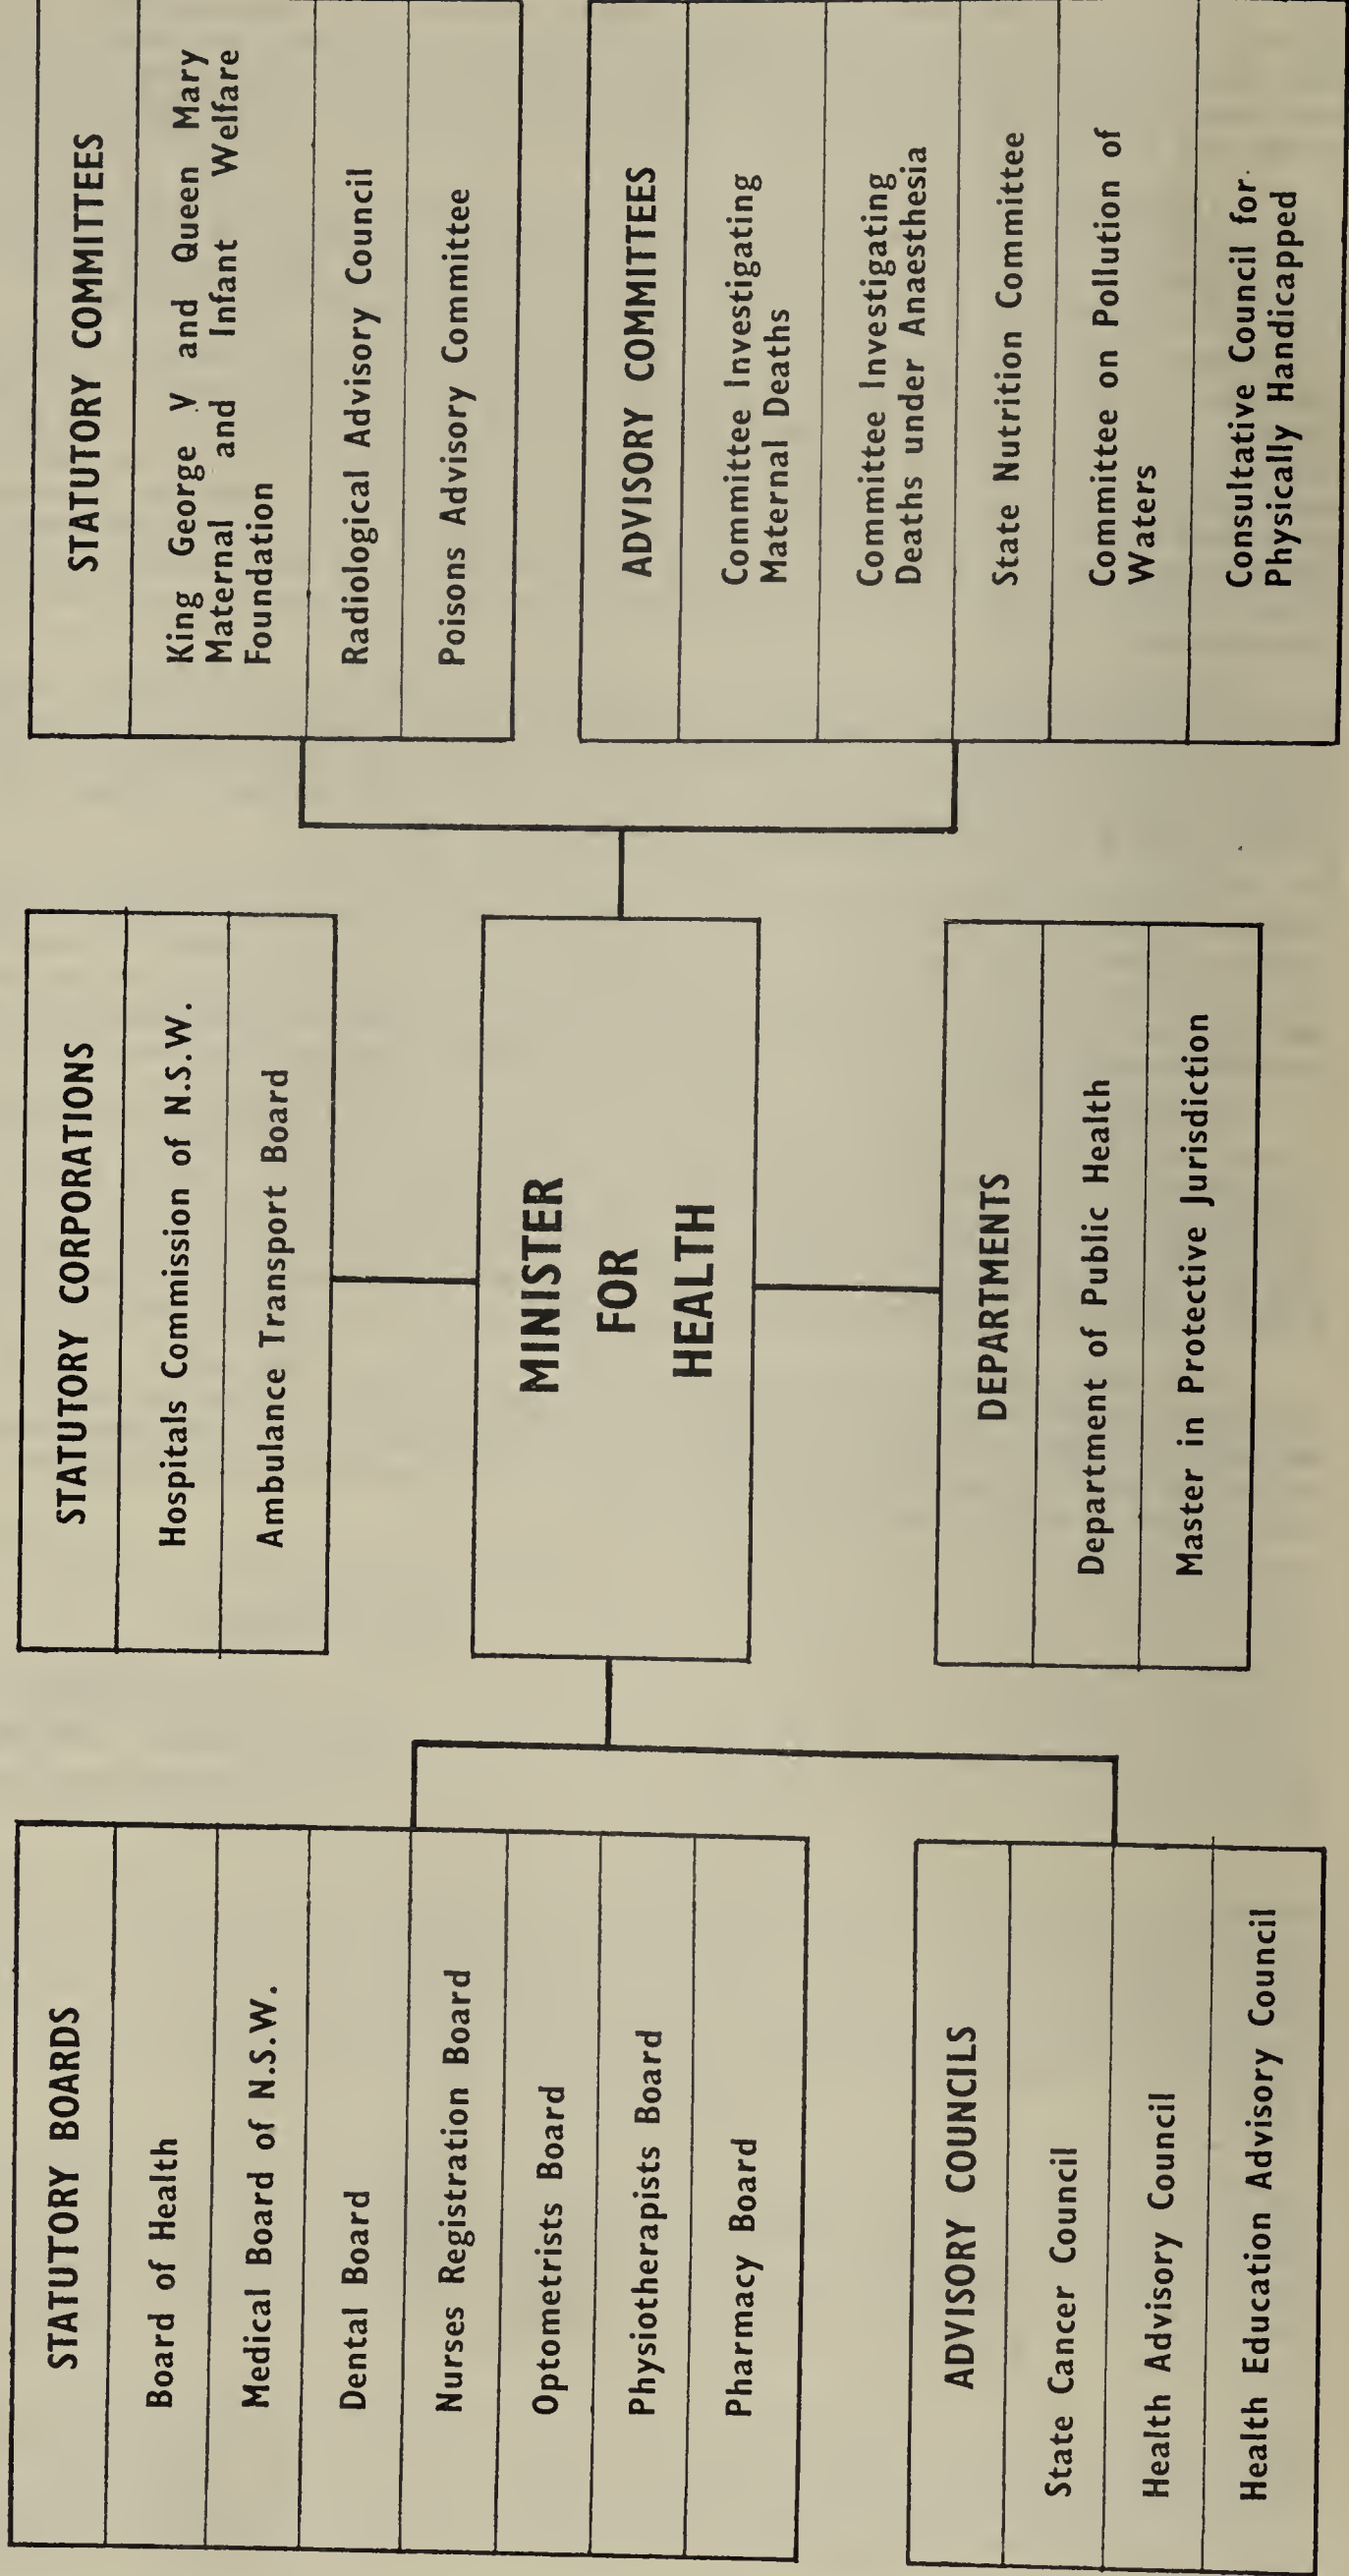 STATUTORY BOARDS
Board of Health
Medical Board of N.S.W.
Dental Board
Nurses Registration Board
Optometrists Board
Physiotherapists Board
Pharmacy Board
ADVISORY COUNCILS
State Cancer Council
Health Advisory Council
Health Education Advisory Council
STATUTORY CORPORATIONS
Hospitals Commission of N.S.W.
Ambulance Transport Board
MINISTER
FOR
HEALTH
DEPARTMENTS
Department of Public Health
Master in Protective Jurisdiction
STATUTORY COMMITTEES
King George V and Queen Mary
Maternal and Infant Welfare
Foundation
Radiological Advisory Council
Poisons Advisory Committee
ADVISORY COMMITTEES
Committee Investigating
Maternal Deaths
Committee Investigating
Deaths under Anaesthesia
State Nutrition Committee
Committee on Pollution of
Waters
Consultative Council for
Physically Handicapped